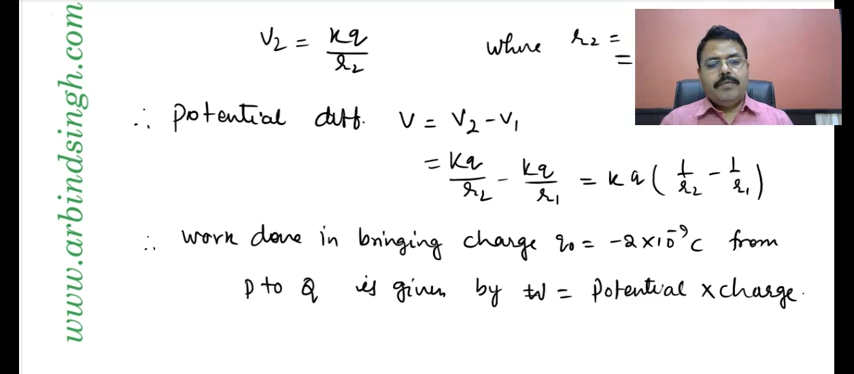 www.arbindsingh.com
V₂ = kq/r₂ where r₂ =
=
∴ potential diff. V = V₂ - V₁
= kq/r₂ - kq/r₁ = kq (1/r₂ - 1/r₁)
∴ work done in bringing charge q₀ = -2×10⁻⁹ C from
P to Q is given by W = potential × charge.